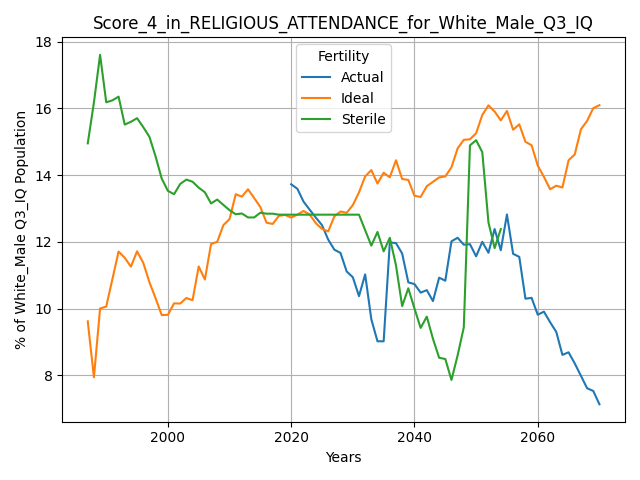 Score_4_in_RELIGIOUS_ATTENDANCE_for_White_Male_Q3_IQ
18
16
14
12
10
8
% of White_Male Q3_IQ Population
Fertility
Actual
Ideal
Sterile
2000
2020
2040
2060
Years